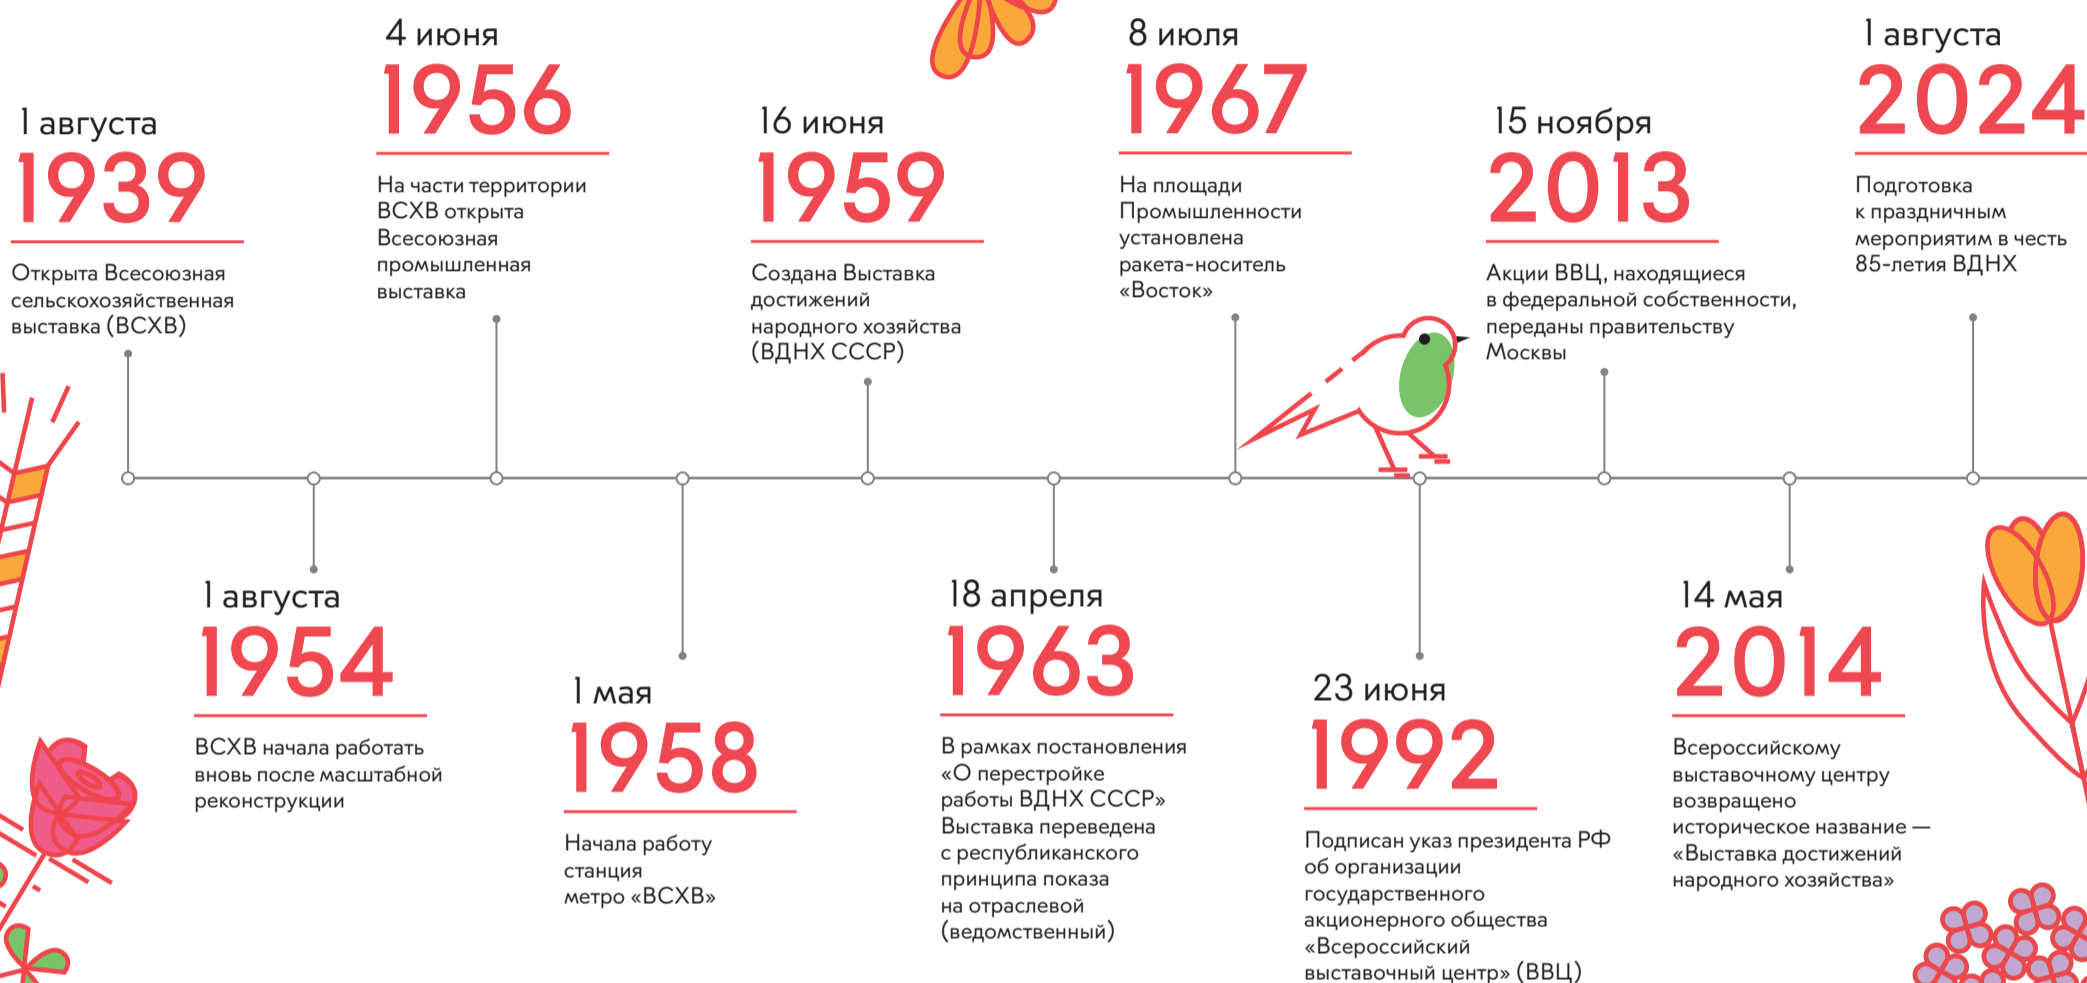 1 августа
1939
Открыта Всесоюзная
сельскохозяйственная
выставка (ВСХВ)
1 августа
1954
ВСХВ начала работать
вновь после масштабной
реконструкции
4 июня
1956
На части территории
ВСХВ открыта
Всесоюзная
промышленная
выставка
1 мая
1958
Начала работу
станция
метро «ВСХВ»
16 июня
1959
Создана Выставка
достижений
народного хозяйства
(ВДНХ СССР)
18 апреля
1963
В рамках постановления
«О перестройке
работы ВДНХ СССР»
Выставка переведена
с республиканского
принципа показа
на отраслевой
(ведомственный)
8 июля
1967
На площади
Промышленности
установлена
ракета-носитель
«Восток»
23 июня
1992
Подписан указ президента РФ
об организации
государственного
акционерного общества
«Всероссийский
выставочный центр» (ВВЦ)
15 ноября
2013
Акции ВВЦ, находящиеся
в федеральной собственности,
переданы правительству
Москвы
14 мая
2014
Всероссийскому
выставочному центру
возвращено
историческое название —
«Выставка достижений
народного хозяйства»
1 августа
2024
Подготовка
к праздничным
мероприятим в честь
85-летия ВДНХ